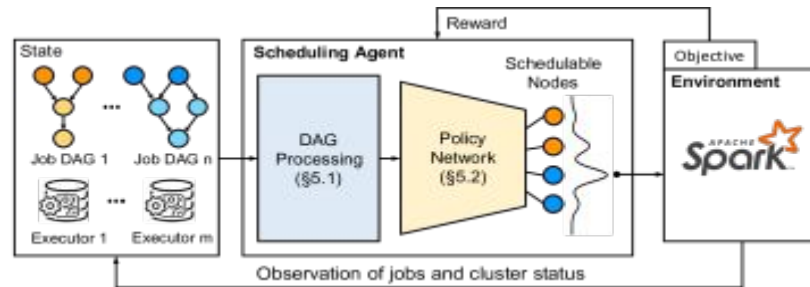 Reward
State
Scheduling Agent
Schedulable
Nodes
Objective
Environment
DAG
Processing
(§5.1)
Policy
Network
(§5.2)
APACHE
Spark
Job DAG 1
Job DAG n
Executor 1
Executor m
Observation of jobs and cluster status